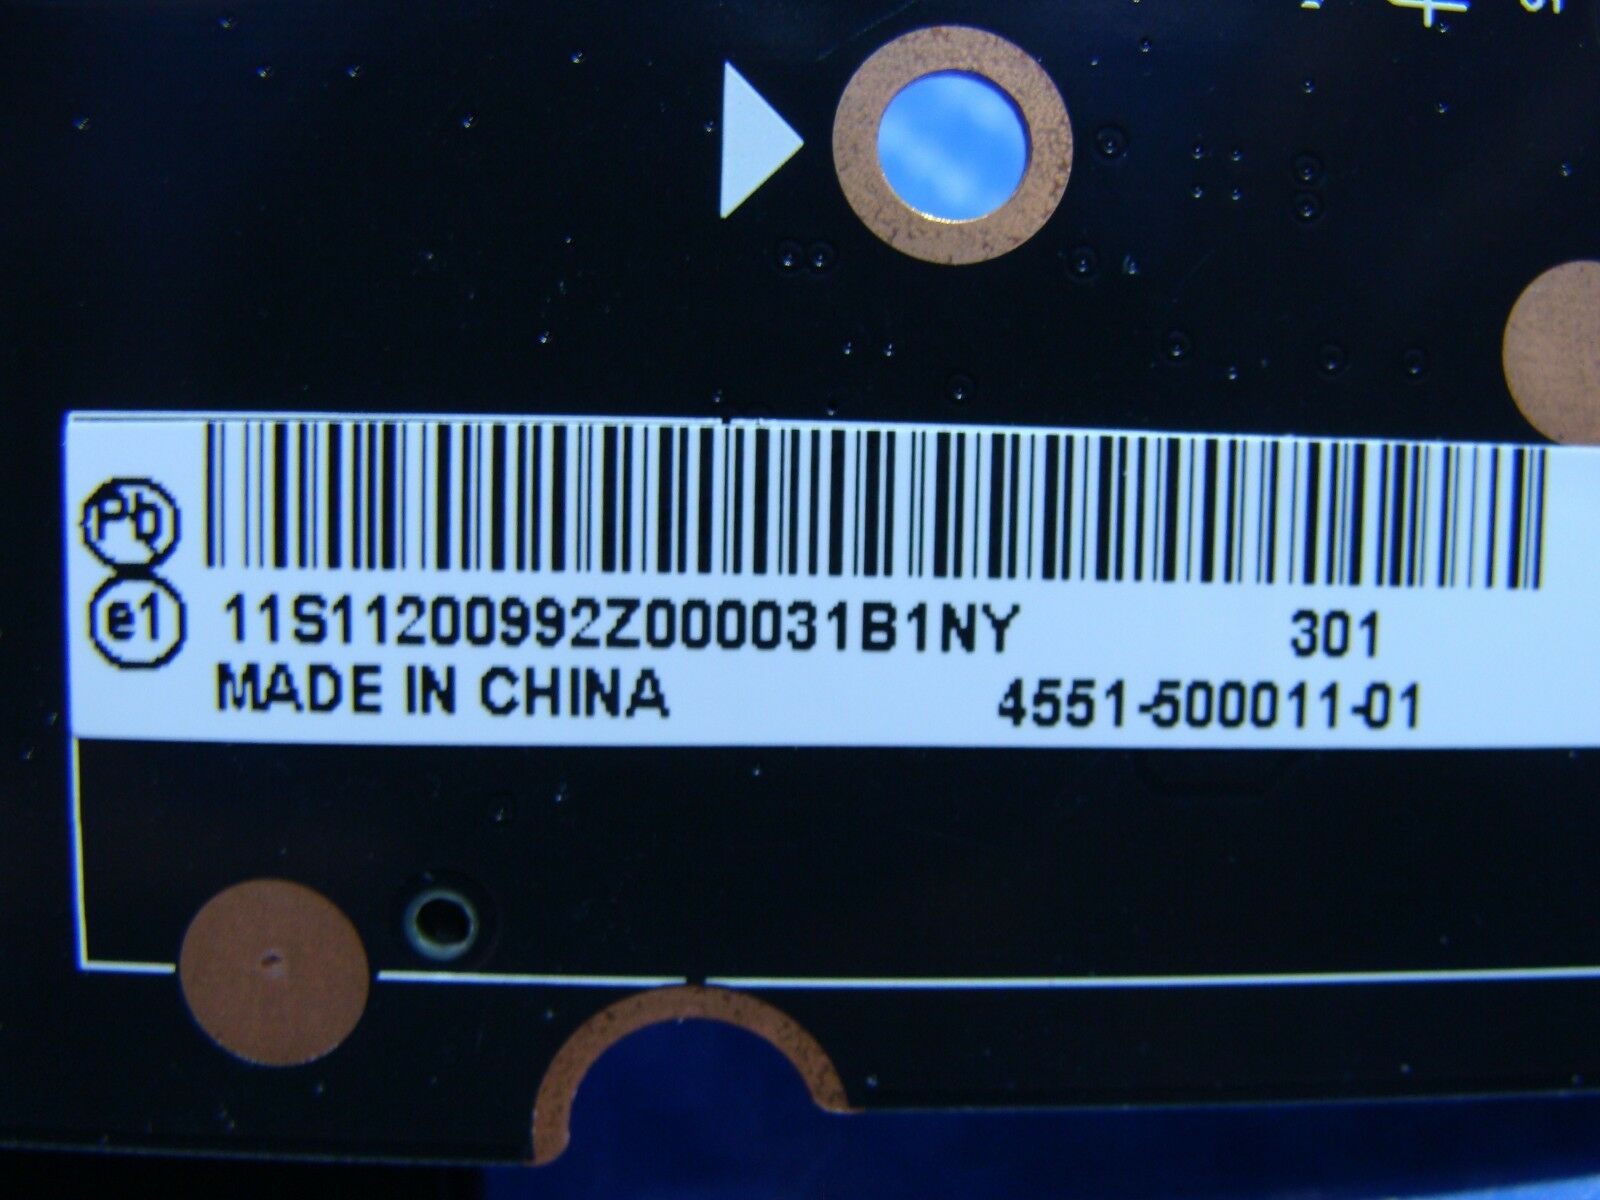 Pb
e1
11S11200992Z000031B1NY 301
MADE IN CHINA 4551-500011-01